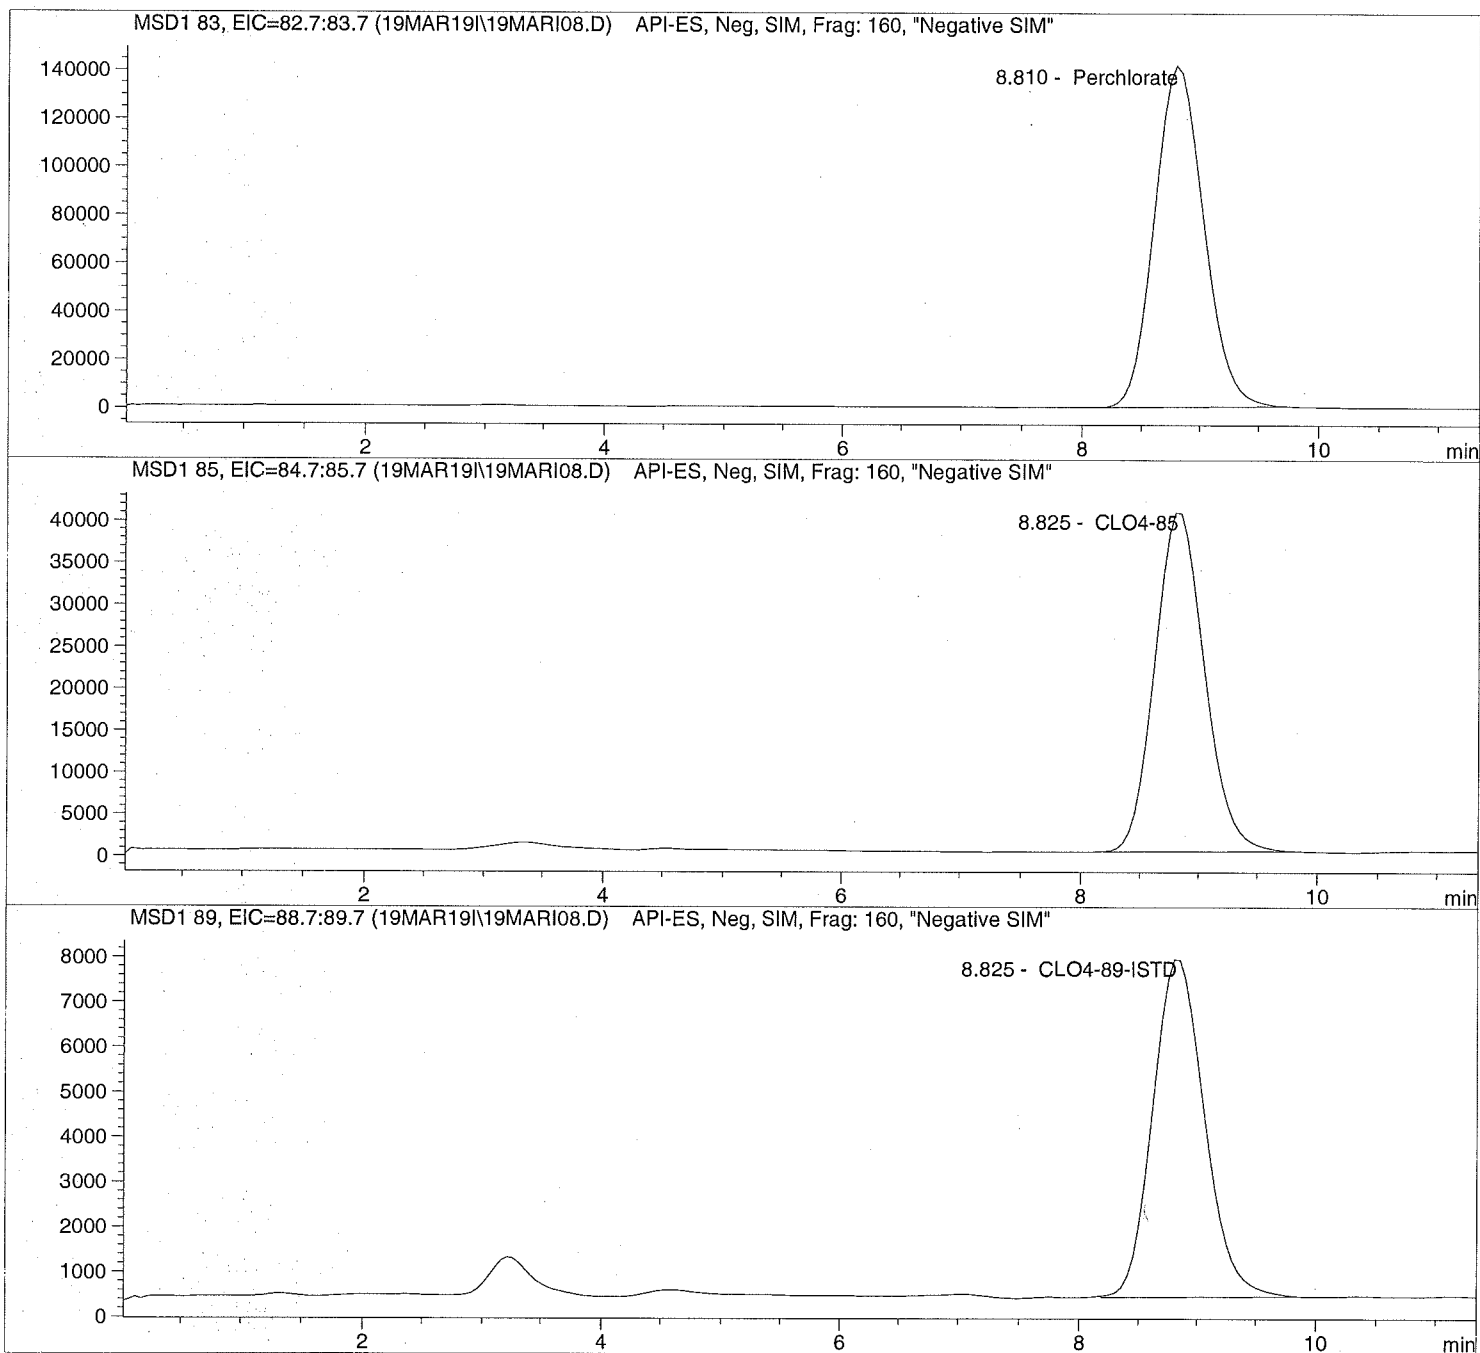 MSD1 83, EIC=82.7:83.7 (19MAR19I\19MARI08.D) API-ES, Neg, SIM, Frag: 160, "Negative SIM"
8.810 - Perchlorate
140000
120000
100000
80000
60000
40000
20000
0
2 4 6 8 10 min
MSD1 85, EIC=84.7:85.7 (19MAR19I\19MARI08.D) API-ES, Neg, SIM, Frag: 160, "Negative SIM"
8.825 - CLO4-85
40000
35000
30000
25000
20000
15000
10000
5000
0
2 4 6 8 10 min
MSD1 89, EIC=88.7:89.7 (19MAR19I\19MARI08.D) API-ES, Neg, SIM, Frag: 160, "Negative SIM"
8.825 - CLO4-89-ISTD
8000
7000
6000
5000
4000
3000
2000
1000
0
2 4 6 8 10 min